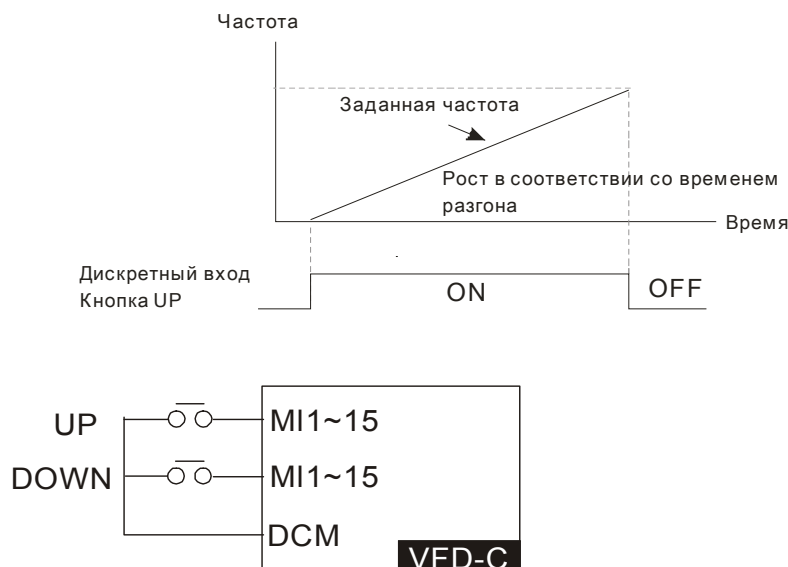 Частота
Заданная частота
Рост в соответствии со временем
разгона
Время
Дискретный вход
Кнопка UP
ON
OFF
UP
MI1~15
DOWN
MI1~15
DCM
VFD-C